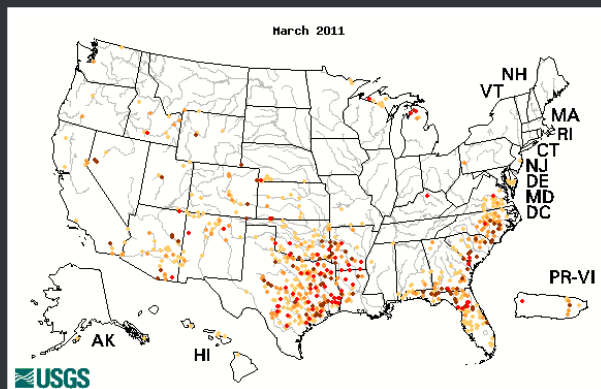 March 2011
NH
VT
MA
RI
CT
NJ
DE
MD
DC
PR-VI
AK
HI
USGS